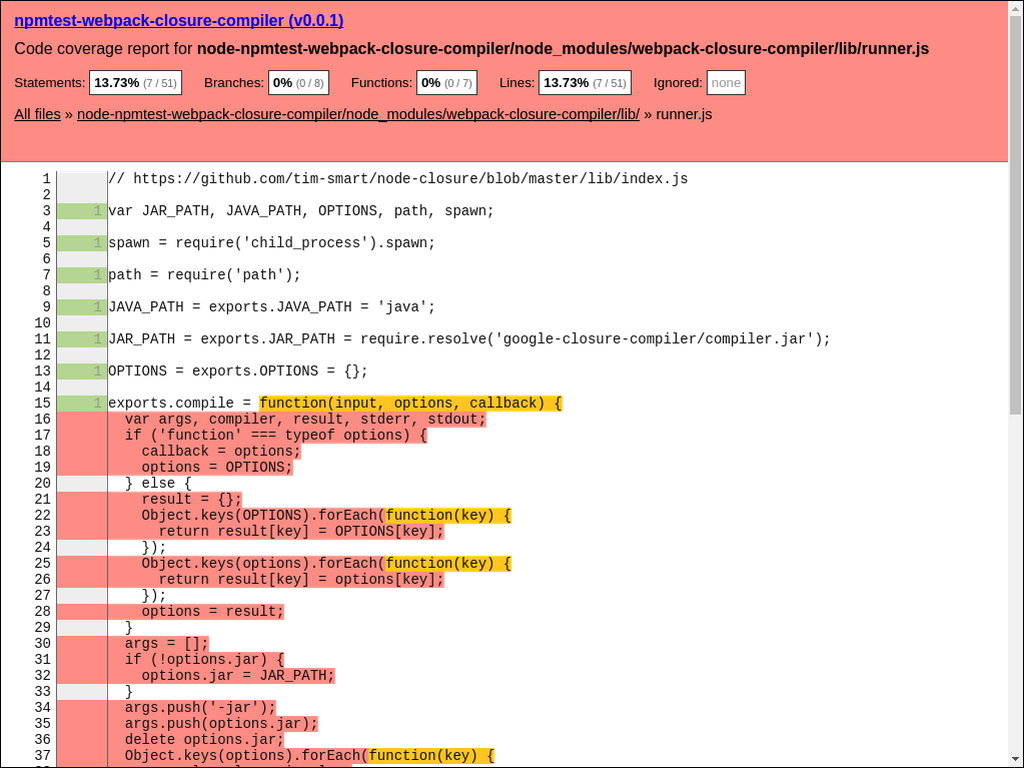 npmtest-webpack-closure-compiler (v0.0.1)
Code coverage report for node-npmtest-webpack-closure-compiler/node_modules/webpack-closure-compiler/lib/runner.js
Statements: 13.73% (7 / 51) Branches: 0% (0 / 8) Functions: 0% (0 / 7) Lines: 13.73% (7 / 51) Ignored: none
All files » node-npmtest-webpack-closure-compiler/node_modules/webpack-closure-compiler/lib/ » runner.js
1 // https://github.com/tim-smart/node-closure/blob/master/lib/index.js
2
3 1 var JAR_PATH, JAVA_PATH, OPTIONS, path, spawn;
4
5 1 spawn = require('child_process').spawn;
6
7 1 path = require('path');
8
9 1 JAVA_PATH = exports.JAVA_PATH = 'java';
10
11 1 JAR_PATH = exports.JAR_PATH = require.resolve('google-closure-compiler/compiler.jar');
12
13 1 OPTIONS = exports.OPTIONS = {};
14
15 1 exports.compile = function(input, options, callback) {
16 var args, compiler, result, stderr, stdout;
17 if ('function' === typeof options) {
18 callback = options;
19 options = OPTIONS;
20 } else {
21 result = {};
22 Object.keys(OPTIONS).forEach(function(key) {
23 return result[key] = OPTIONS[key];
24 });
25 Object.keys(options).forEach(function(key) {
26 return result[key] = options[key];
27 });
28 options = result;
29 }
30 args = [];
31 if (!options.jar) {
32 options.jar = JAR_PATH;
33 }
34 args.push('-jar');
35 args.push(options.jar);
36 delete options.jar;
37 Object.keys(options).forEach(function(key) {